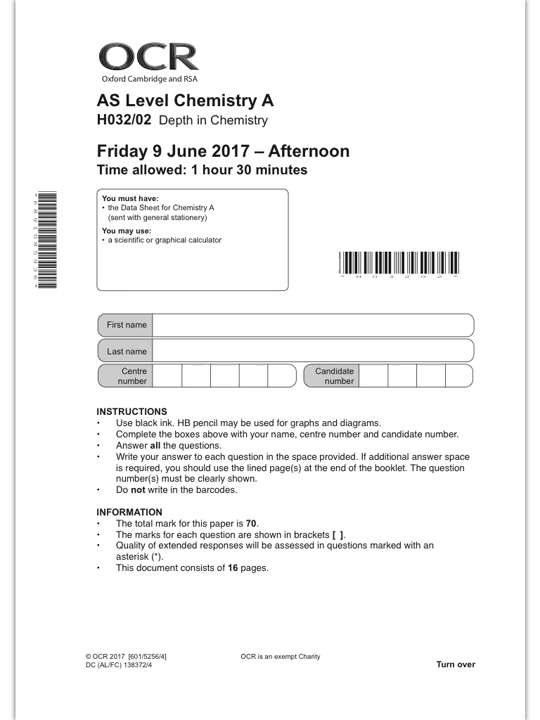 OCR
Oxford Cambridge and RSA
AS Level Chemistry A
H032/02 Depth in Chemistry
Friday 9 June 2017 – Afternoon
Time allowed: 1 hour 30 minutes
You must have:
• the Data Sheet for Chemistry A
(sent with general stationery)
You may use:
• a scientific or graphical calculator
First name
Last name
Centre
number
Candidate
number
INSTRUCTIONS
• Use black ink. HB pencil may be used for graphs and diagrams.
• Complete the boxes above with your name, centre number and candidate number.
• Answer all the questions.
• Write your answer to each question in the space provided. If additional answer space
is required, you should use the lined page(s) at the end of the booklet. The question
number(s) must be clearly shown.
• Do not write in the barcodes.
INFORMATION
• The total mark for this paper is 70.
• The marks for each question are shown in brackets [ ].
• Quality of extended responses will be assessed in questions marked with an
asterisk (*).
• This document consists of 16 pages.
© OCR 2017 [601/5256/4]
DC (AL/FC) 138372/4
OCR is an exempt Charity
Turn over